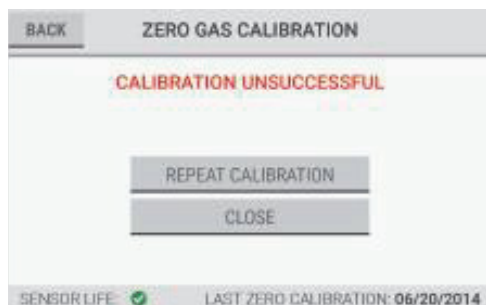 BACK ZERO GAS CALIBRATION
CALIBRATION UNSUCCESSFUL
REPEAT CALIBRATION
CLOSE
SENSOR LIFE: LAST ZERO CALIBRATION: 06/20/2014